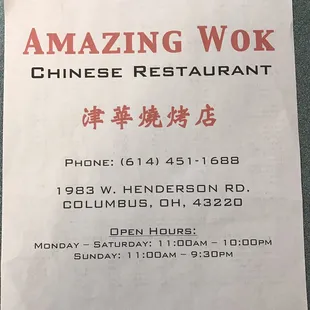 AMAZING WOK
CHINESE RESTAURANT
津華燒烤店
PHONE: (614) 451-1688
1983 W. HENDERSON RD.
COLUMBUS, OH, 43220
OPEN HOURS:
MONDAY – SATURDAY: 11:00AM – 10:00PM
SUNDAY: 11:00AM – 9:30PM